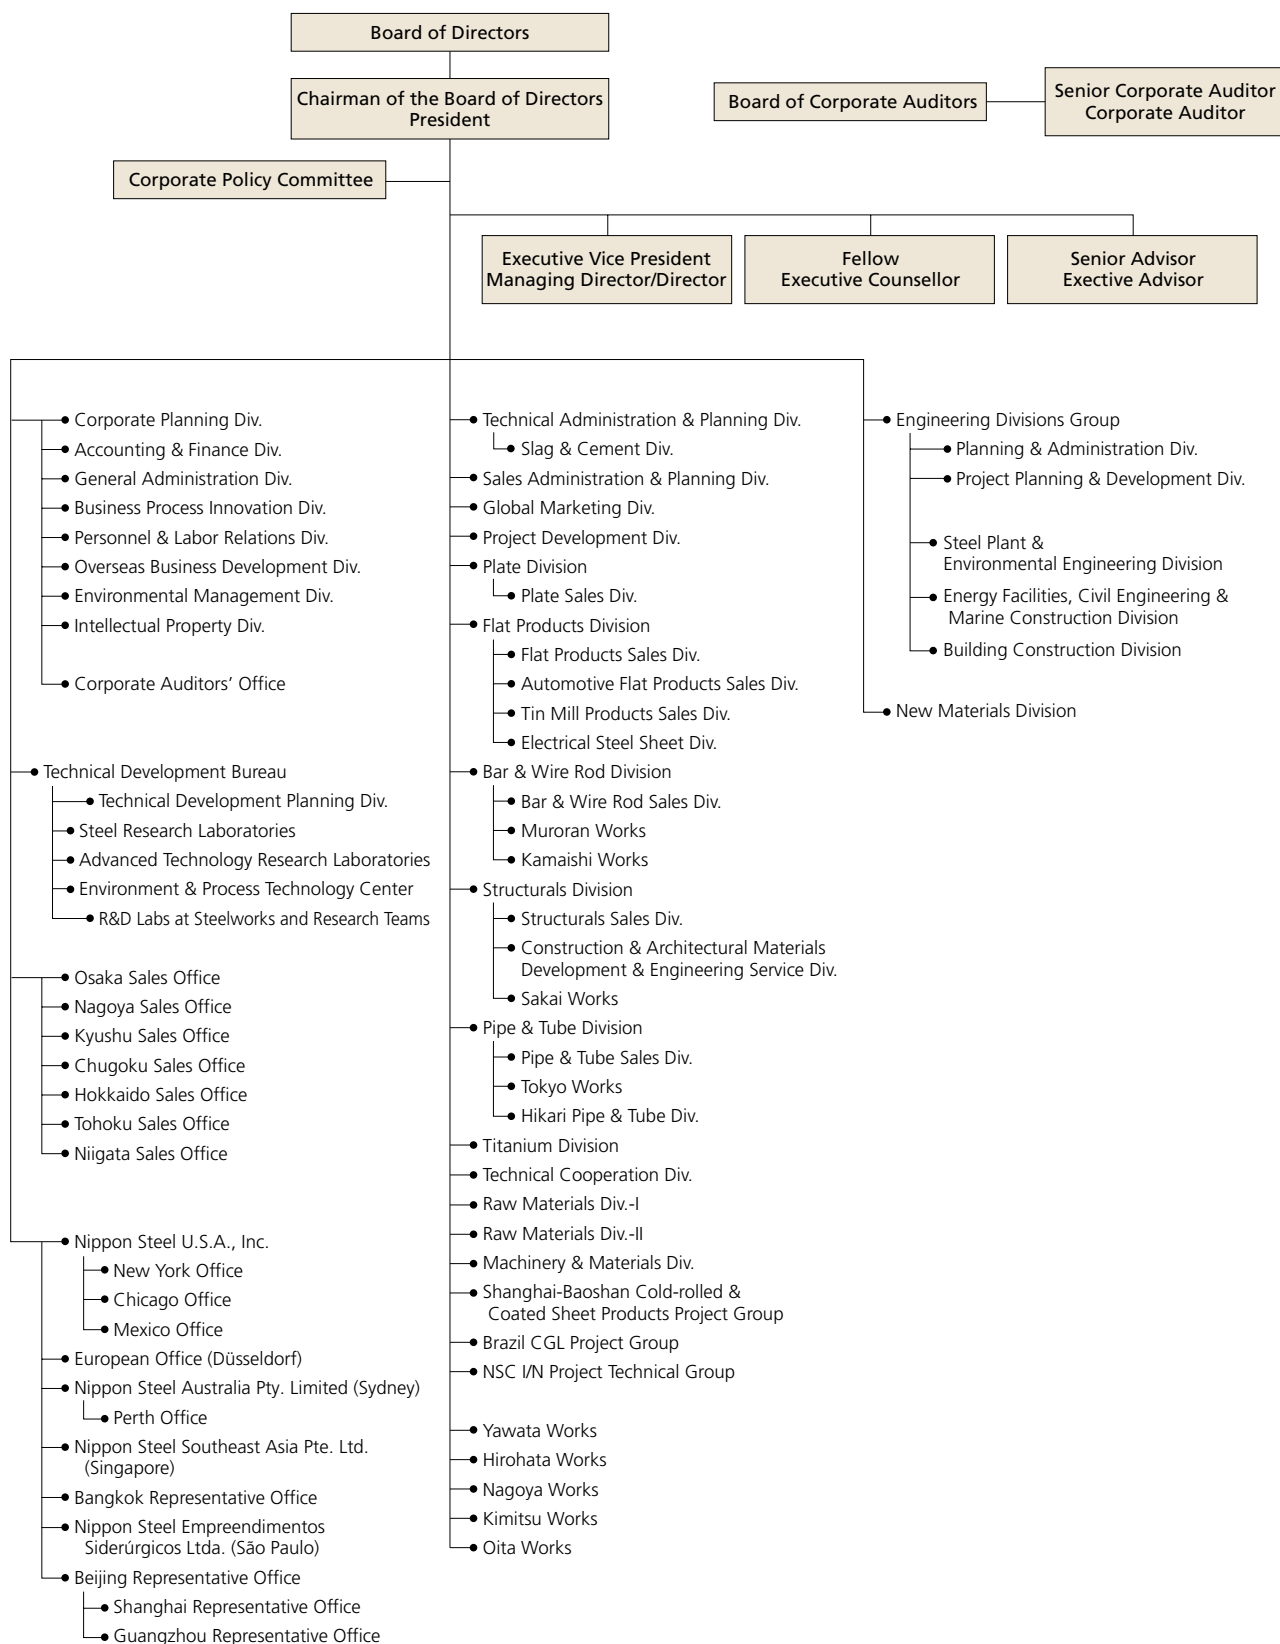 Board of Directors
Chairman of the Board of Directors
President
Board of Corporate Auditors
Senior Corporate Auditor
Corporate Auditor
Corporate Policy Committee
Executive Vice President
Managing Director/Director
Fellow
Executive Counsellor
Senior Advisor
Exective Advisor
Corporate Planning Div.
Accounting & Finance Div.
General Administration Div.
Business Process Innovation Div.
Personnel & Labor Relations Div.
Overseas Business Development Div.
Environmental Management Div.
Intellectual Property Div.
Corporate Auditors' Office
Technical Development Bureau
Technical Development Planning Div.
Steel Research Laboratories
Advanced Technology Research Laboratories
Environment & Process Technology Center
R&D Labs at Steelworks and Research Teams
Osaka Sales Office
Nagoya Sales Office
Kyushu Sales Office
Chugoku Sales Office
Hokkaido Sales Office
Tohoku Sales Office
Niigata Sales Office
Nippon Steel U.S.A., Inc.
New York Office
Chicago Office
Mexico Office
European Office (Düsseldorf)
Nippon Steel Australia Pty. Limited (Sydney)
Perth Office
Nippon Steel Southeast Asia Pte. Ltd.
(Singapore)
Bangkok Representative Office
Nippon Steel Empreendimentos
Siderúrgicos Ltda. (São Paulo)
Beijing Representative Office
Shanghai Representative Office
Guangzhou Representative Office
Technical Administration & Planning Div.
Slag & Cement Div.
Sales Administration & Planning Div.
Global Marketing Div.
Project Development Div.
Plate Division
Plate Sales Div.
Flat Products Division
Flat Products Sales Div.
Automotive Flat Products Sales Div.
Tin Mill Products Sales Div.
Electrical Steel Sheet Div.
Bar & Wire Rod Division
Bar & Wire Rod Sales Div.
Muroran Works
Kamaishi Works
Structurals Division
Structurals Sales Div.
Construction & Architectural Materials
Development & Engineering Service Div.
Sakai Works
Pipe & Tube Division
Pipe & Tube Sales Div.
Tokyo Works
Hikari Pipe & Tube Div.
Titanium Division
Technical Cooperation Div.
Raw Materials Div.-I
Raw Materials Div.-II
Machinery & Materials Div.
Shanghai-Baoshan Cold-rolled &
Coated Sheet Products Project Group
Brazil CGL Project Group
NSC I/N Project Technical Group
Yawata Works
Hirohata Works
Nagoya Works
Kimitsu Works
Oita Works
Engineering Divisions Group
Planning & Administration Div.
Project Planning & Development Div.
Steel Plant &
Environmental Engineering Division
Energy Facilities, Civil Engineering &
Marine Construction Division
Building Construction Division
New Materials Division